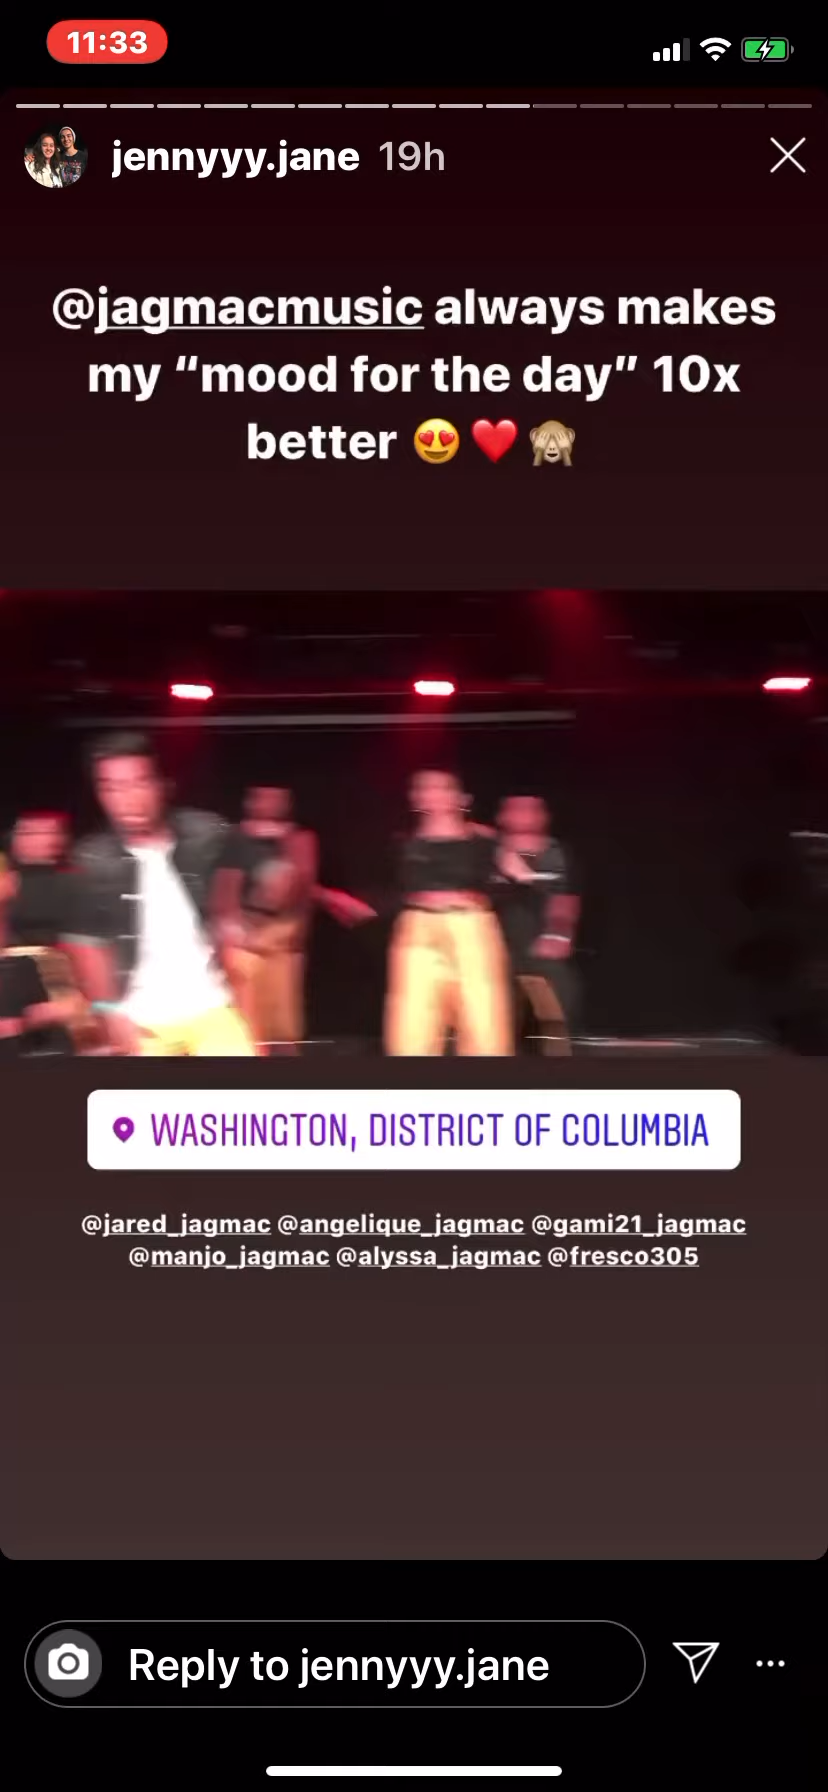 11:33
jennyyy.jane 19h
@jagmacmusic always makes
my “mood for the day” 10x
better 😍❤️🙈
WASHINGTON, DISTRICT OF COLUMBIA
@jared_jagmac @angelique_jagmac @gami21_jagmac
@manjo_jagmac @alyssa_jagmac @fresco305
Reply to jennyyy.jane